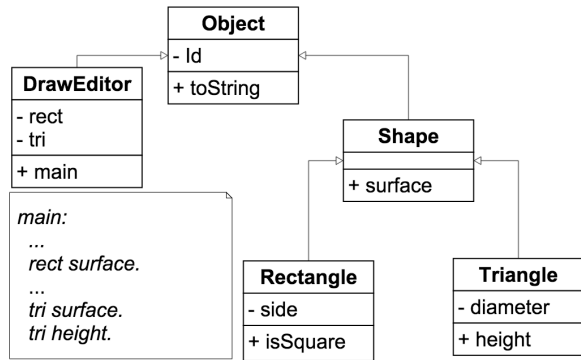 Object
- Id
+ toString
DrawEditor
- rect
- tri
+ main
Shape
+ surface
main:
...
rect surface.
...
tri surface.
tri height.
Rectangle
- side
+ isSquare
Triangle
- diameter
+ height